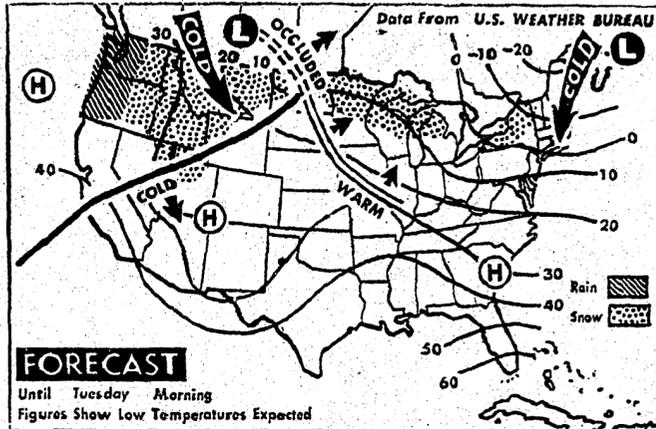 Data From U.S. WEATHER BUREAU
30
COLD
L
OCCLUDED
20 -10
0
-10
-20
COLD
L
H
40
COLD
H
WARM
0
10
20
H
30
40
50
60
Rain
Snow
FORECAST
Until Tuesday Morning
Figures Show Low Temperatures Expected